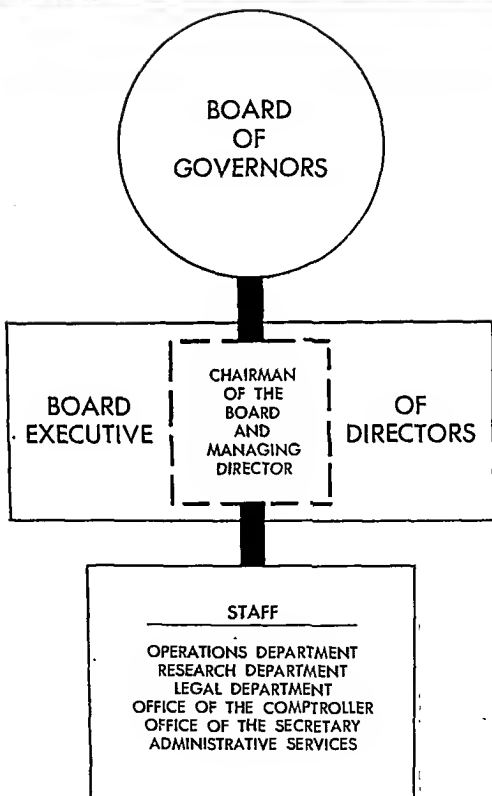 BOARD
OF
GOVERNORS
BOARD OF
EXECUTIVE DIRECTORS
CHAIRMAN
OF THE
BOARD
AND
MANAGING
DIRECTOR
STAFF
OPERATIONS DEPARTMENT
RESEARCH DEPARTMENT
LEGAL DEPARTMENT
OFFICE OF THE COMPTROLLER
OFFICE OF THE SECRETARY
ADMINISTRATIVE SERVICES